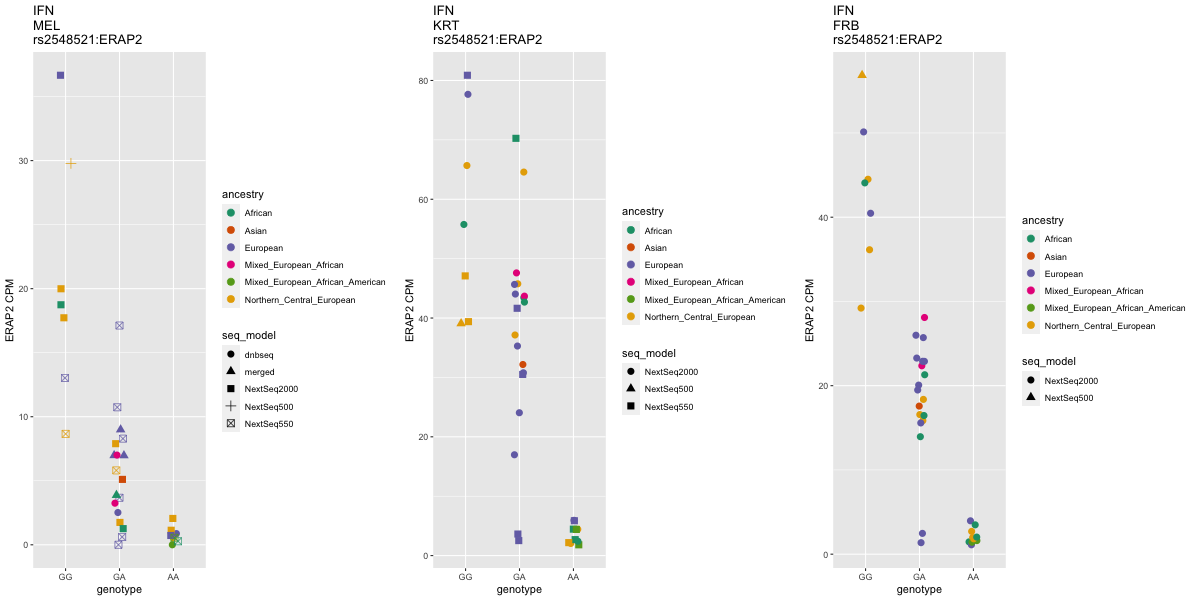 IFN
MEL
rs2548521:ERAP2
ERAP2 CPM
30
20
10
0
GG GA AA
genotype
ancestry
African
Asian
European
Mixed_European_African
Mixed_European_African_American
Northern_Central_European
seq_model
dnbseq
merged
NextSeq2000
NextSeq500
NextSeq550
IFN
KRT
rs2548521:ERAP2
ERAP2 CPM
80
60
40
20
0
GG GA AA
genotype
ancestry
African
Asian
European
Mixed_European_African
Mixed_European_African_American
Northern_Central_European
seq_model
NextSeq2000
NextSeq500
NextSeq550
IFN
FRB
rs2548521:ERAP2
ERAP2 CPM
40
20
0
GG GA AA
genotype
ancestry
African
Asian
European
Mixed_European_African
Mixed_European_African_American
Northern_Central_European
seq_model
NextSeq2000
NextSeq500